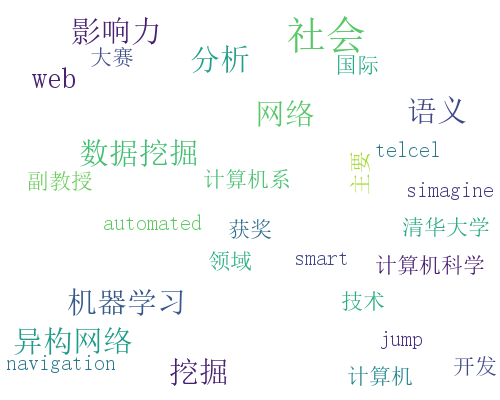 影响力
社会
大赛
分析
国际
web
网络
语义
数据挖掘
telcel
副教授
计算机系
主要
simagine
automated
获奖
清华大学
领域
smart
计算机科学
机器学习
技术
异构网络
jump
navigation
挖掘
计算机
开发